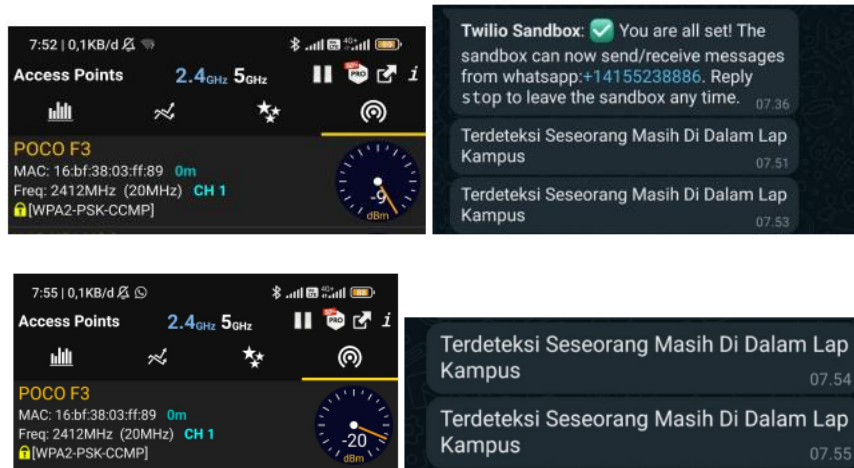 7:52 | 0,1KB/d
Access Points 2.4GHz 5GHz PRO i
POCO F3
MAC: 16:bf:38:03:ff:89 0m
Freq: 2412MHz (20MHz) CH 1
[WPA2-PSK-CCMP]
-9
dBm
Twilio Sandbox: ✅ You are all set! The
sandbox can now send/receive messages
from whatsapp:+14155238886. Reply
stop to leave the sandbox any time. 07.36
Terdeteksi Seseorang Masih Di Dalam Lap
Kampus 07.51
Terdeteksi Seseorang Masih Di Dalam Lap
Kampus 07.53
7:55 | 0,1KB/d
Access Points 2.4GHz 5GHz PRO i
POCO F3
MAC: 16:bf:38:03:ff:89 0m
Freq: 2412MHz (20MHz) CH 1
[WPA2-PSK-CCMP]
-20
dBm
Terdeteksi Seseorang Masih Di Dalam Lap
Kampus 07.54
Terdeteksi Seseorang Masih Di Dalam Lap
Kampus 07.55